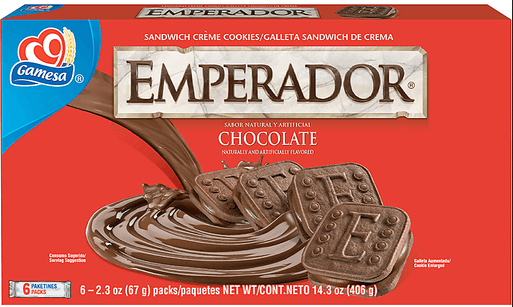 SANDWICH CRÈME COOKIES/GALLETA SANDWICH DE CREMA
GAMESA®
EMPERADOR®
SABOR NATURAL Y ARTIFICIAL
CHOCOLATE
NATURALLY AND ARTIFICIALLY FLAVORED
E
E
Consumo Sugerido/
Serving Suggestion
Galleta Aumentada/
Cookie Enlarged
6 PAKETINES
PACKS
6 – 2.3 oz (67 g) packs/paquetes NET WT/CONT.NETO 14.3 oz (406 g)